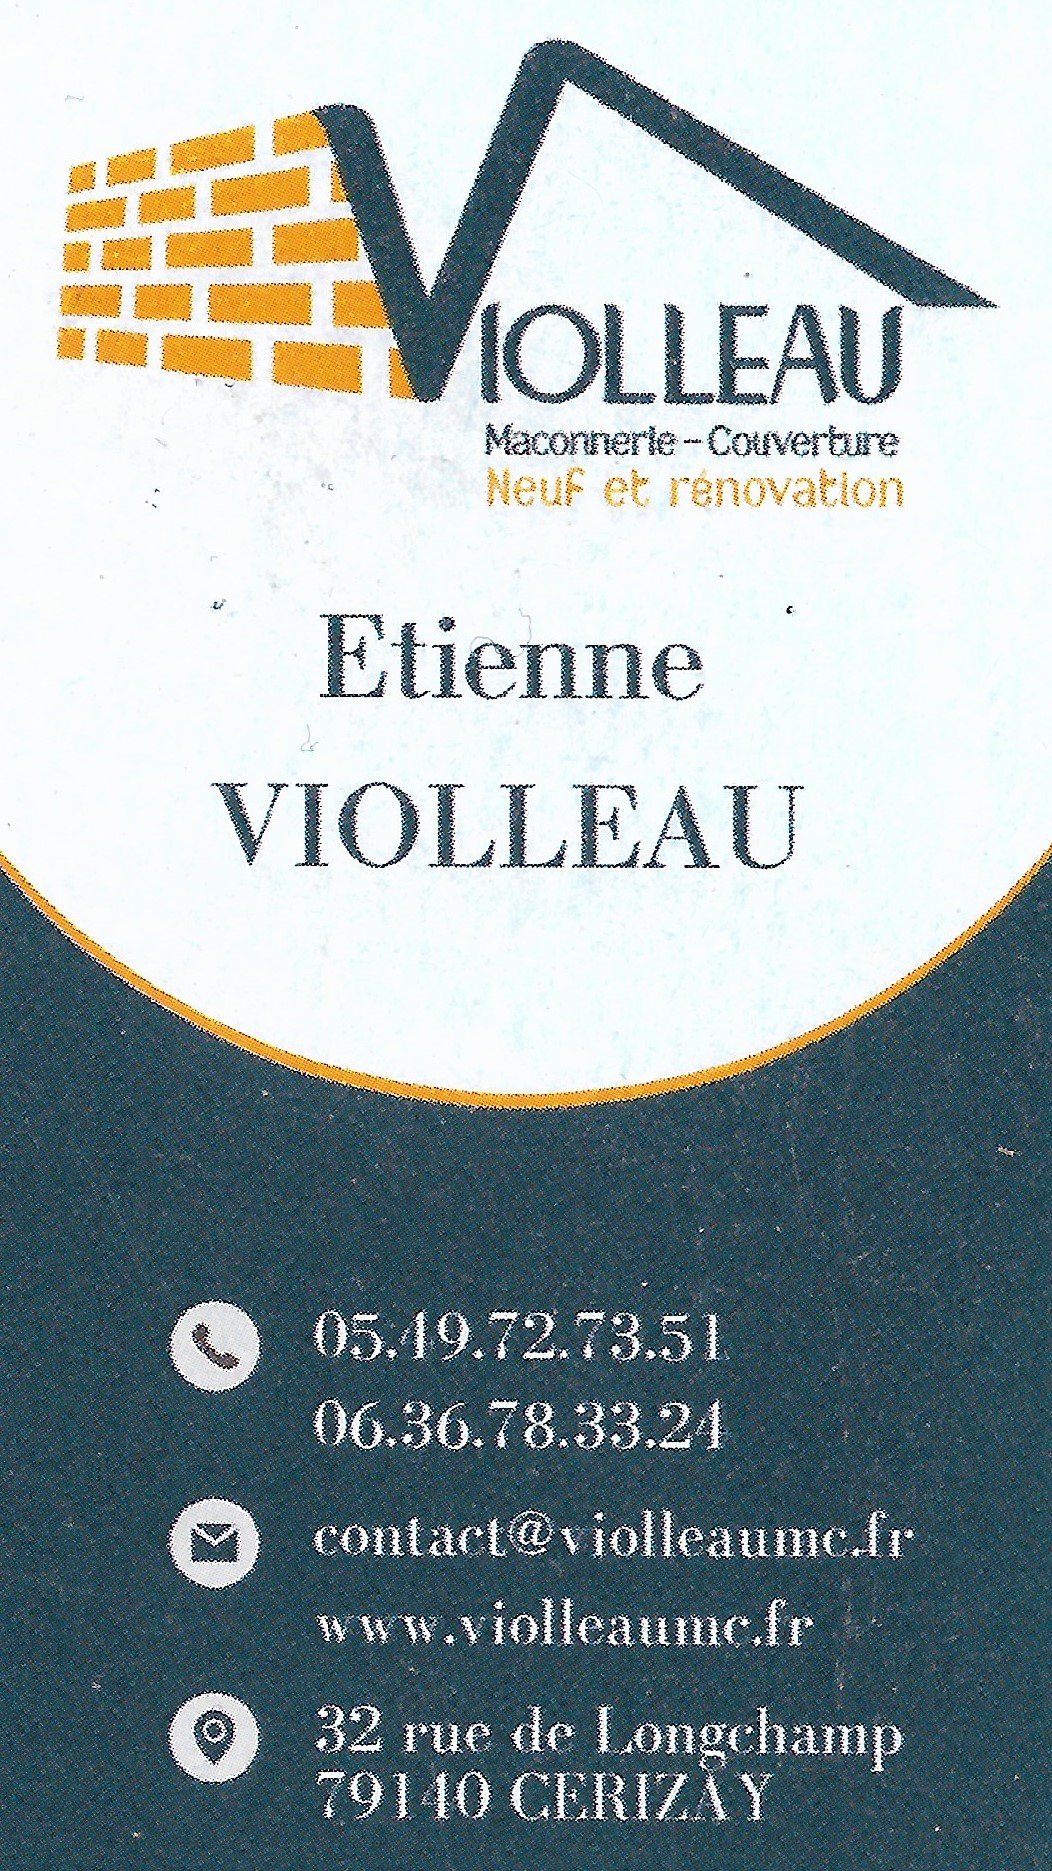 VIOLLEAU
Maconnerie - Couverture
Neuf et rénovation
Etienne
VIOLLEAU
05.49.72.73.51
06.36.78.33.24
contact@violleaumc.fr
www.violleaumc.fr
32 rue de Longchamp
79140 CERIZAY